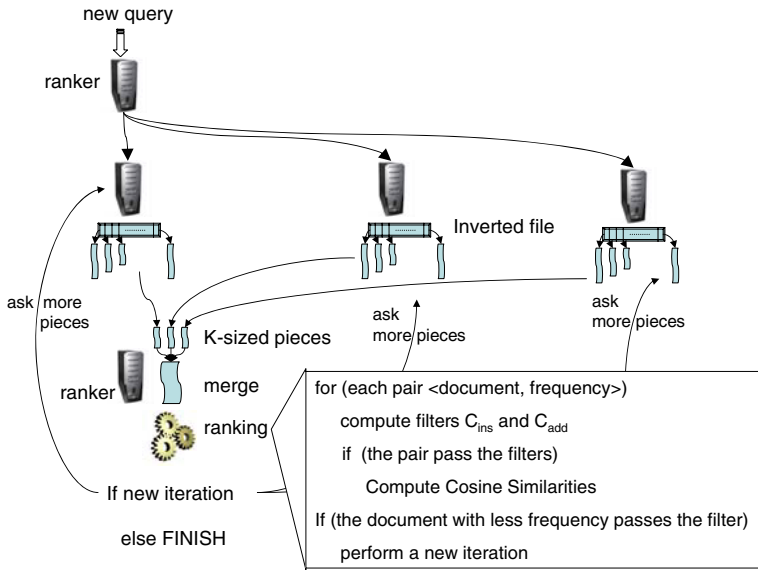 new query
ranker
Inverted file
ask more
pieces
ask
more pieces
ask
more pieces
K-sized pieces
ranker
merge
ranking
for (each pair <document, frequency>)
compute filters Cins and Cadd
if (the pair pass the filters)
Compute Cosine Similarities
If (the document with less frequency passes the filter)
perform a new iteration
If new iteration
else FINISH